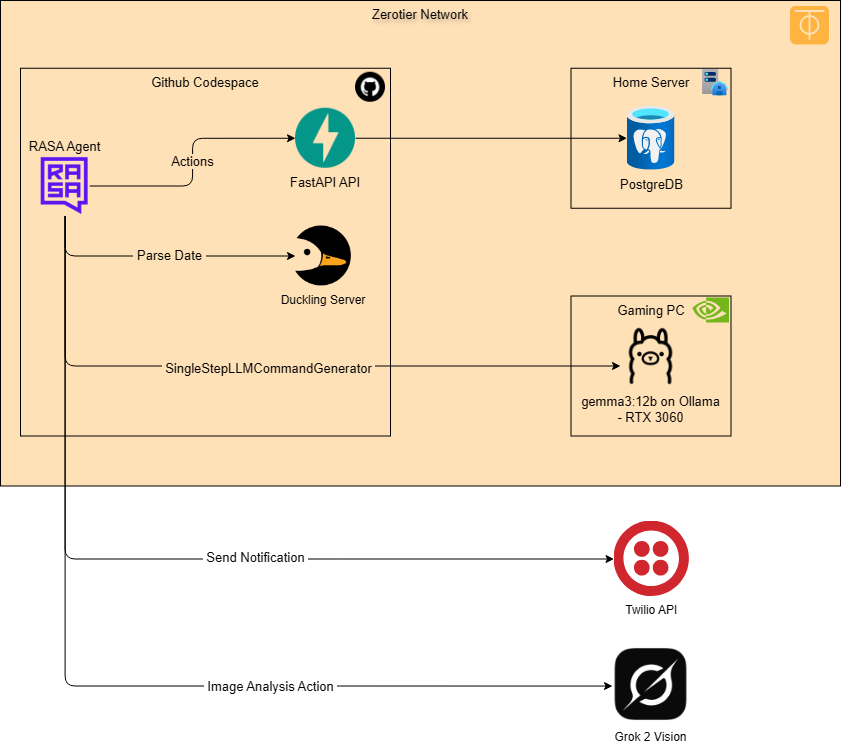 Zerotier Network
Github Codespace
Home Server
RASA Agent
RA
SA
Actions
FastAPI API
PostgreDB
Parse Date
Duckling Server
Gaming PC
SingleStepLLMCommandGenerator
gemma3:12b on Ollama
- RTX 3060
Send Notification
Twilio API
Image Analysis Action
Grok 2 Vision